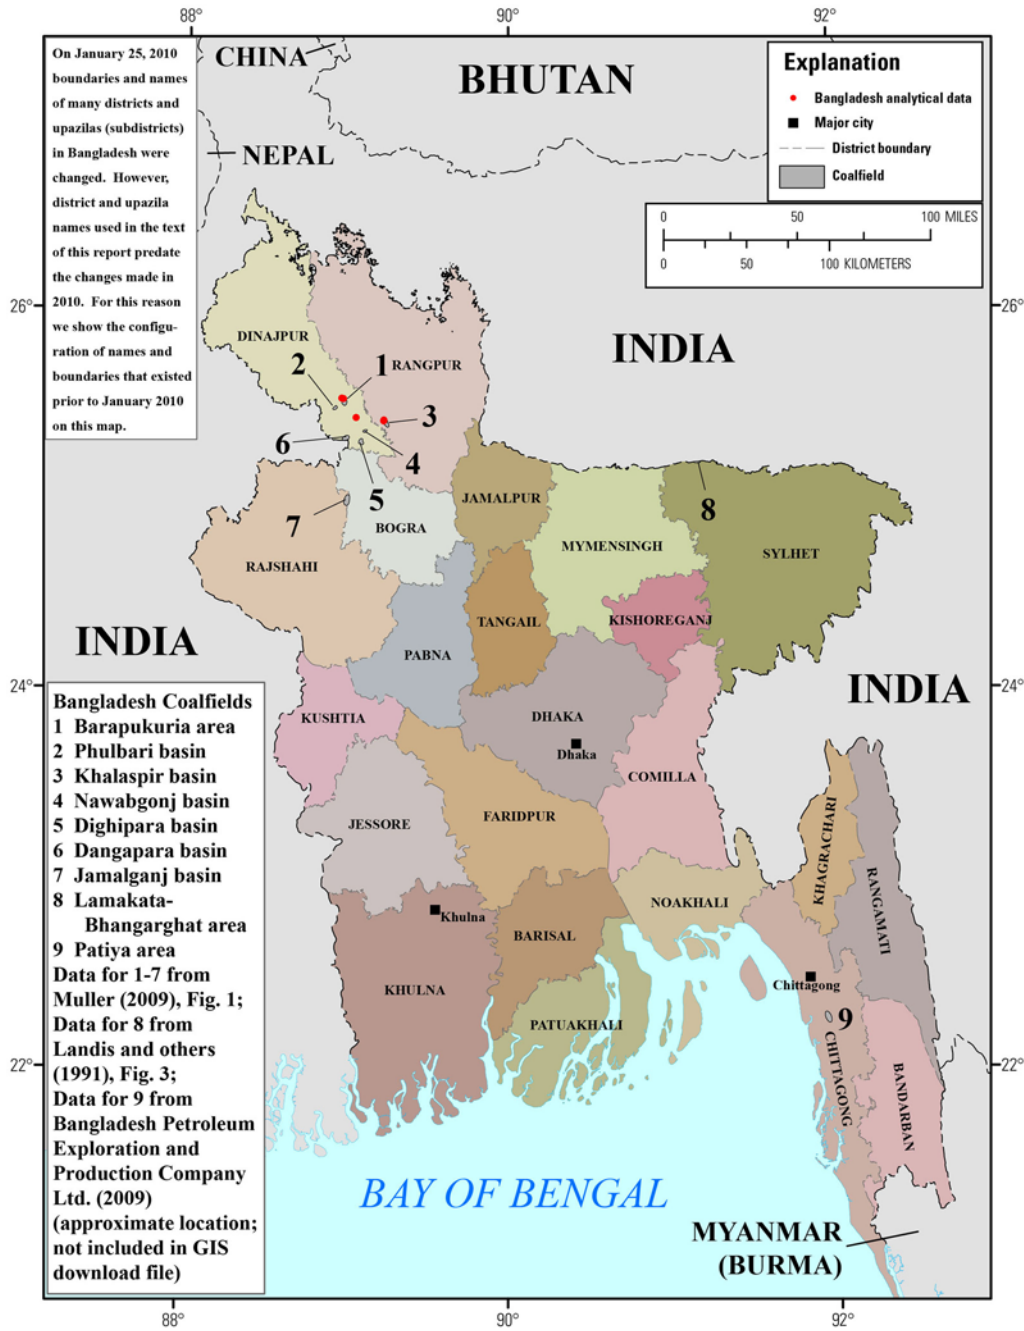 88°
90°
92°
On January 25, 2010
boundaries and names
of many districts and
upazilas (subdistricts)
in Bangladesh were
changed. However,
district and upazila
names used in the text
of this report predate
the changes made in
2010. For this reason
we show the configu-
ration of names and
boundaries that existed
prior to January 2010
on this map.
CHINA
BHUTAN
NEPAL
Explanation
Bangladesh analytical data
Major city
District boundary
Coalfield
0 50 100 MILES
0 50 100 KILOMETERS
26°
26°
INDIA
DINAJPUR
2
1
RANGPUR
3
6
4
5
7
BOGRA
JAMALPUR
8
MYMENSINGH
SYLHET
RAJSHAHI
TANGAIL
KISHOREGANJ
INDIA
PABNA
24°
24°
INDIA
KUSHTIA
DHAKA
Dhaka
COMILLA
JESSORE
FARIDPUR
KHAGRACHARI
RANGAMATI
NOAKHALI
Khulna
BARISAL
KHULNA
Chittagong
PATUAKHALI
9
CHITTAGONG
BANDARBAN
22°
22°
Bangladesh Coalfields
1 Barapukuria area
2 Phulbari basin
3 Khalaspir basin
4 Nawabgonj basin
5 Dighipara basin
6 Dangapara basin
7 Jamalganj basin
8 Lamakata-
Bhangarghat area
9 Patiya area
Data for 1-7 from
Muller (2009), Fig. 1;
Data for 8 from
Landis and others
(1991), Fig. 3;
Data for 9 from
Bangladesh Petroleum
Exploration and
Production Company
Ltd. (2009)
(approximate location;
not included in GIS
download file)
BAY OF BENGAL
MYANMAR
(BURMA)
88°
90°
92°